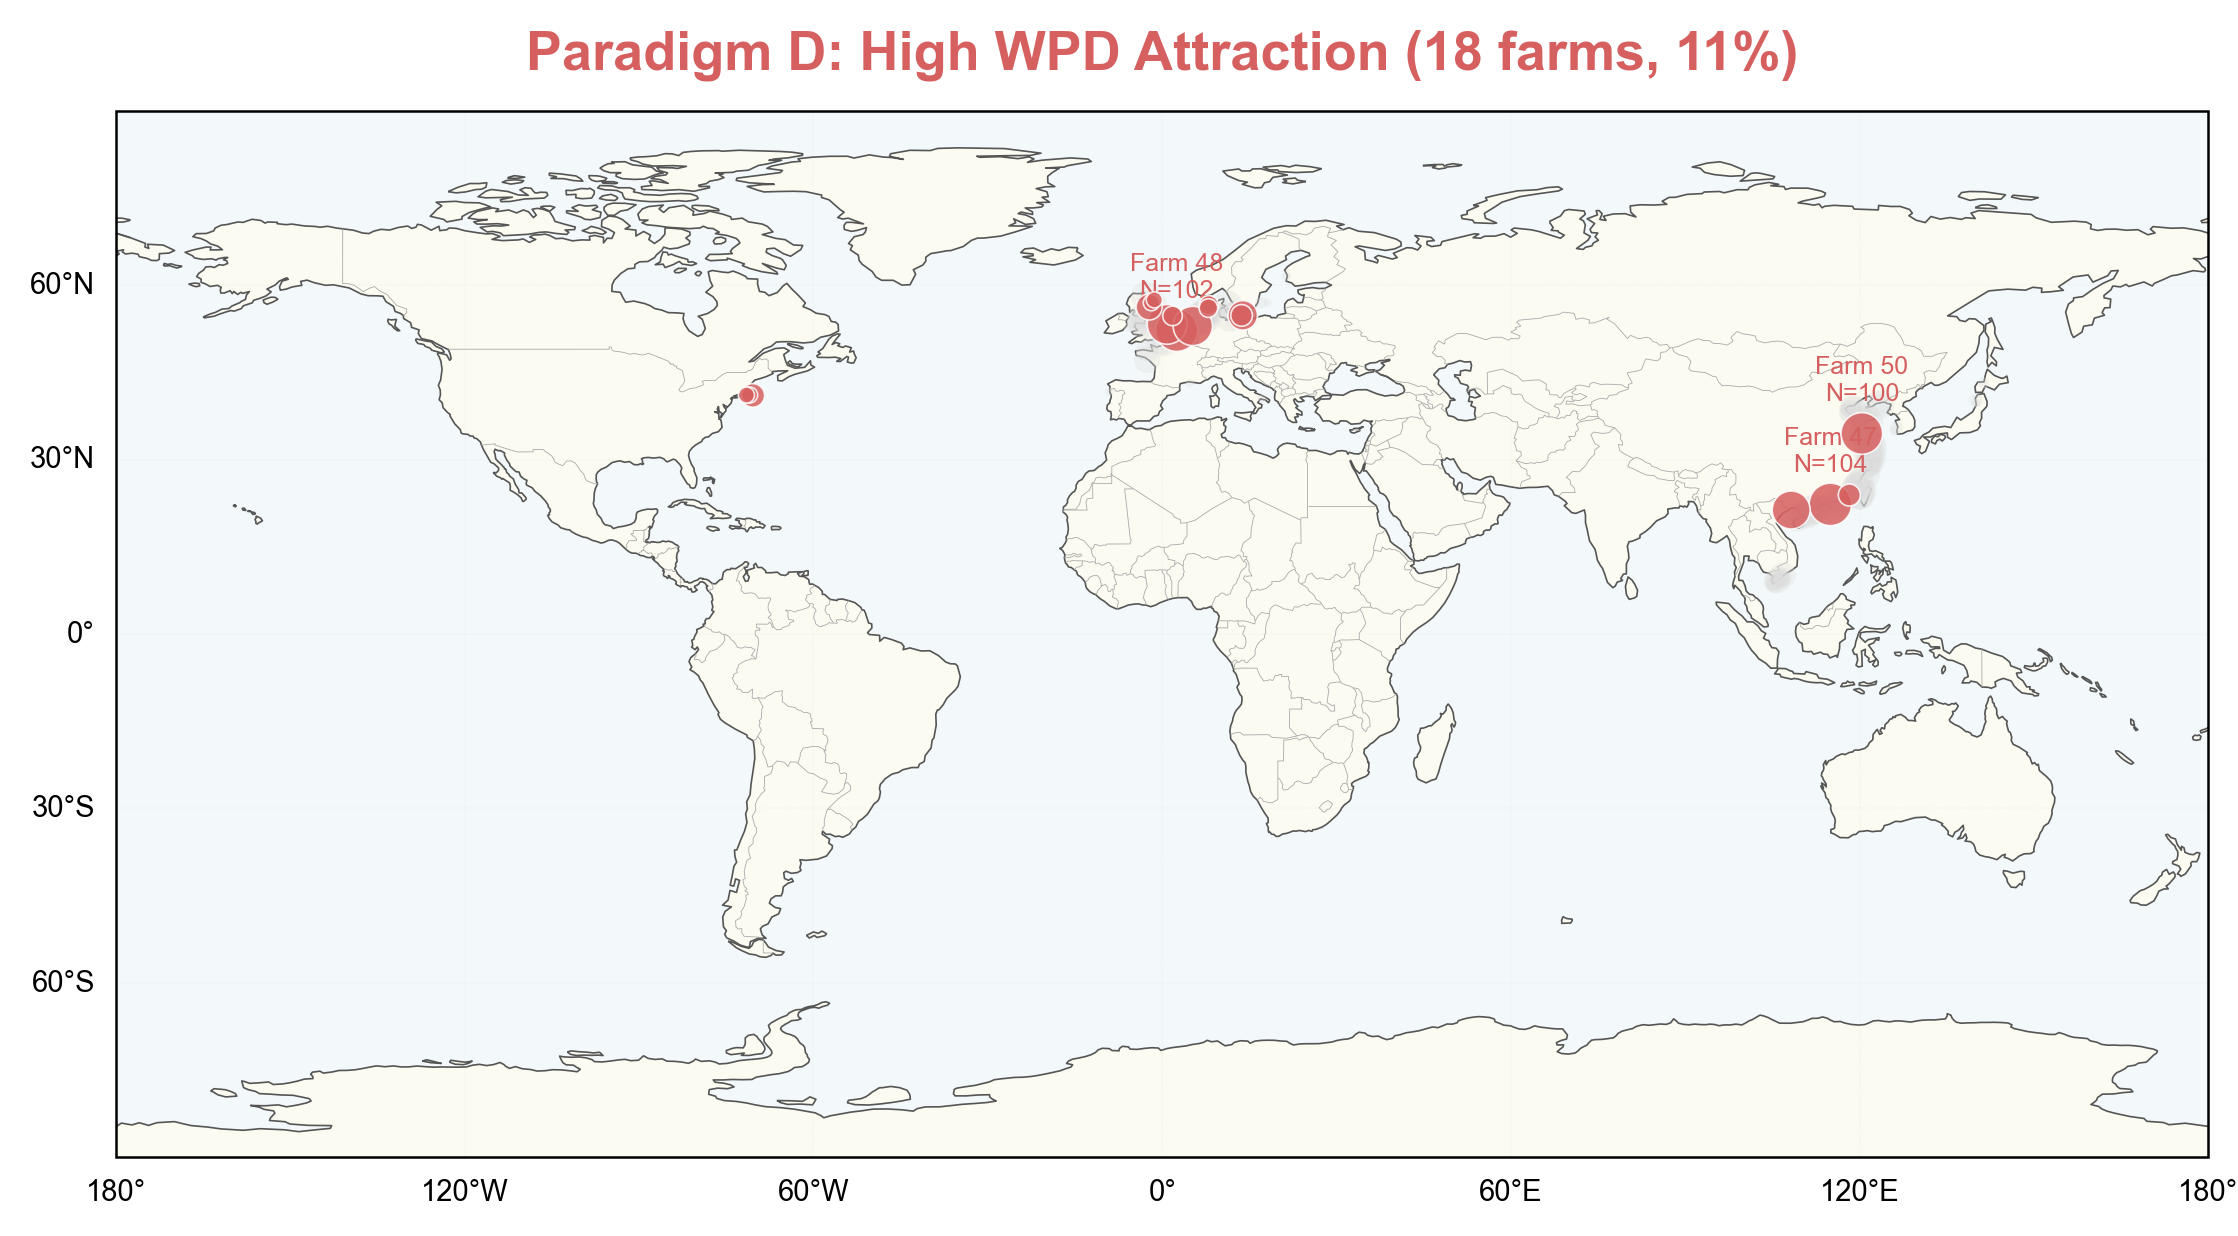 Paradigm D: High WPD Attraction (18 farms, 11%)
Farm 48
N=102
Farm 50
N=100
Farm 47
N=104
60°N
30°N
0°
30°S
60°S
180°
120°W
60°W
0°
60°E
120°E
180°